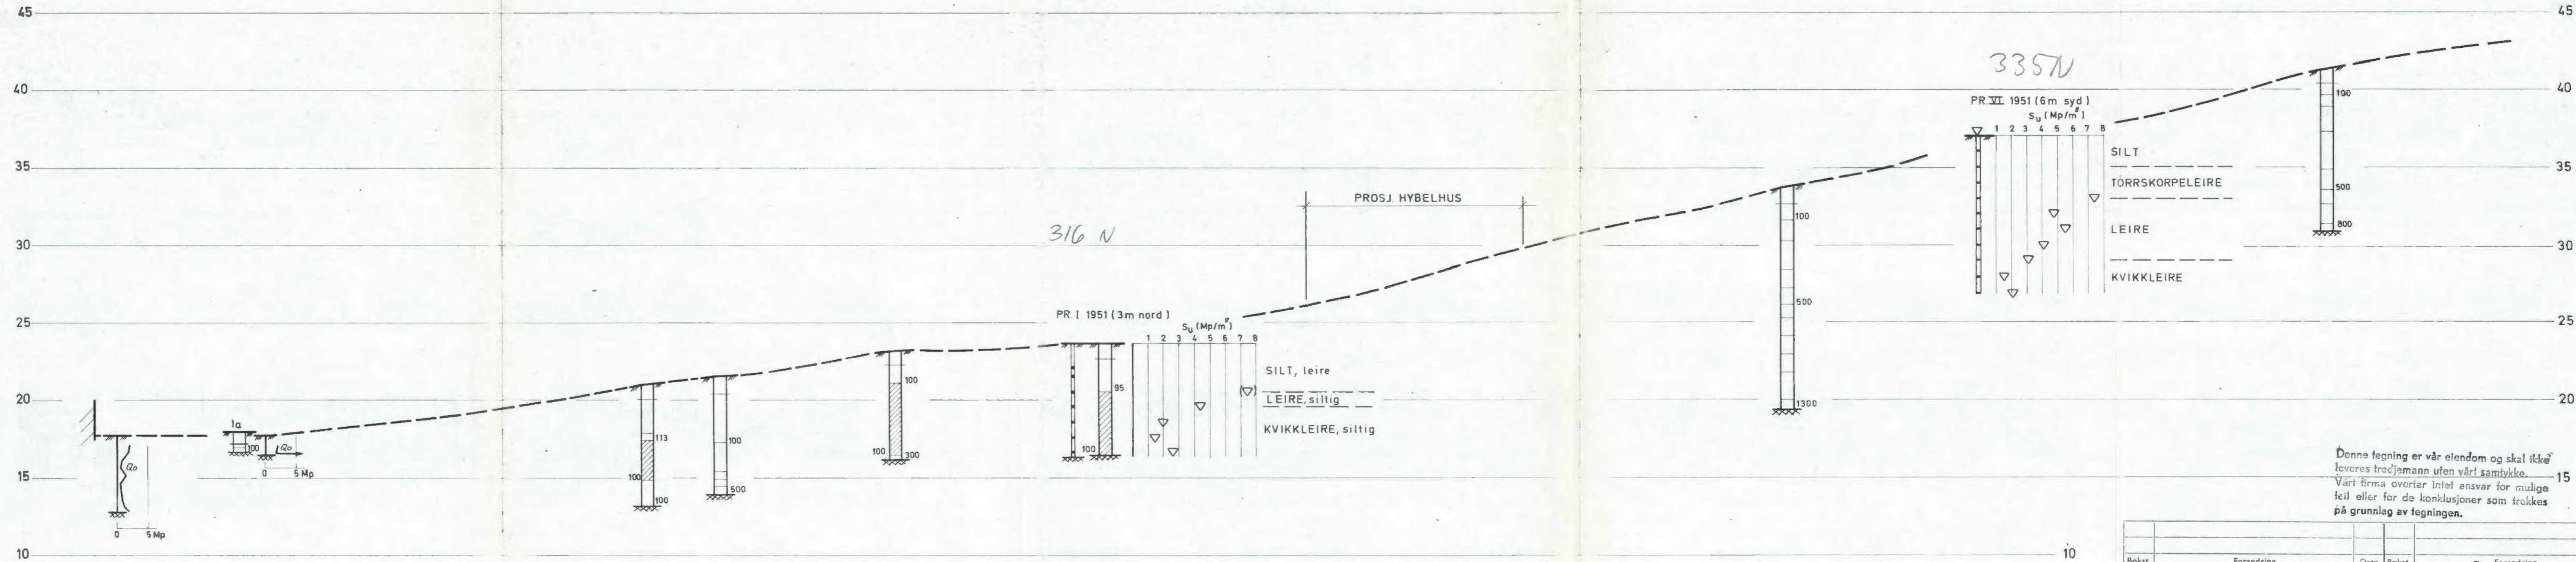 45
45
40
40
35
35
30
30
25
25
20
20
15
15
10
10
335N
PR. VI 1951 (6m syd)
Su (Mp/m²)
1 2 3 4 5 6 7 8
SILT
TÖRRSKORPELEIRE
LEIRE
KVIKKLEIRE
100
500
800
PROSJ. HYBELHUS
316 N
100
500
1300
PR. I 1951 (3m nord)
Su (Mp/m²)
1 2 3 4 5 6 7 8
SILT, leire
LEIRE, siltig
KVIKKLEIRE, siltig
95
100
100
100
300
113
100
100
100
500
1a
100
Qo
0 5 Mp
Qo
0 5 Mp
Denne tegning er vår eiendom og skal ikke
leveres tredjemann uten vårt samtykke.
Vårt firma overtar intet ansvar for mulige
feil eller for de konklusjoner som trekkes
på grunnlag av tegningen.
Bokst. Forandring Dato Bokst. Forandring